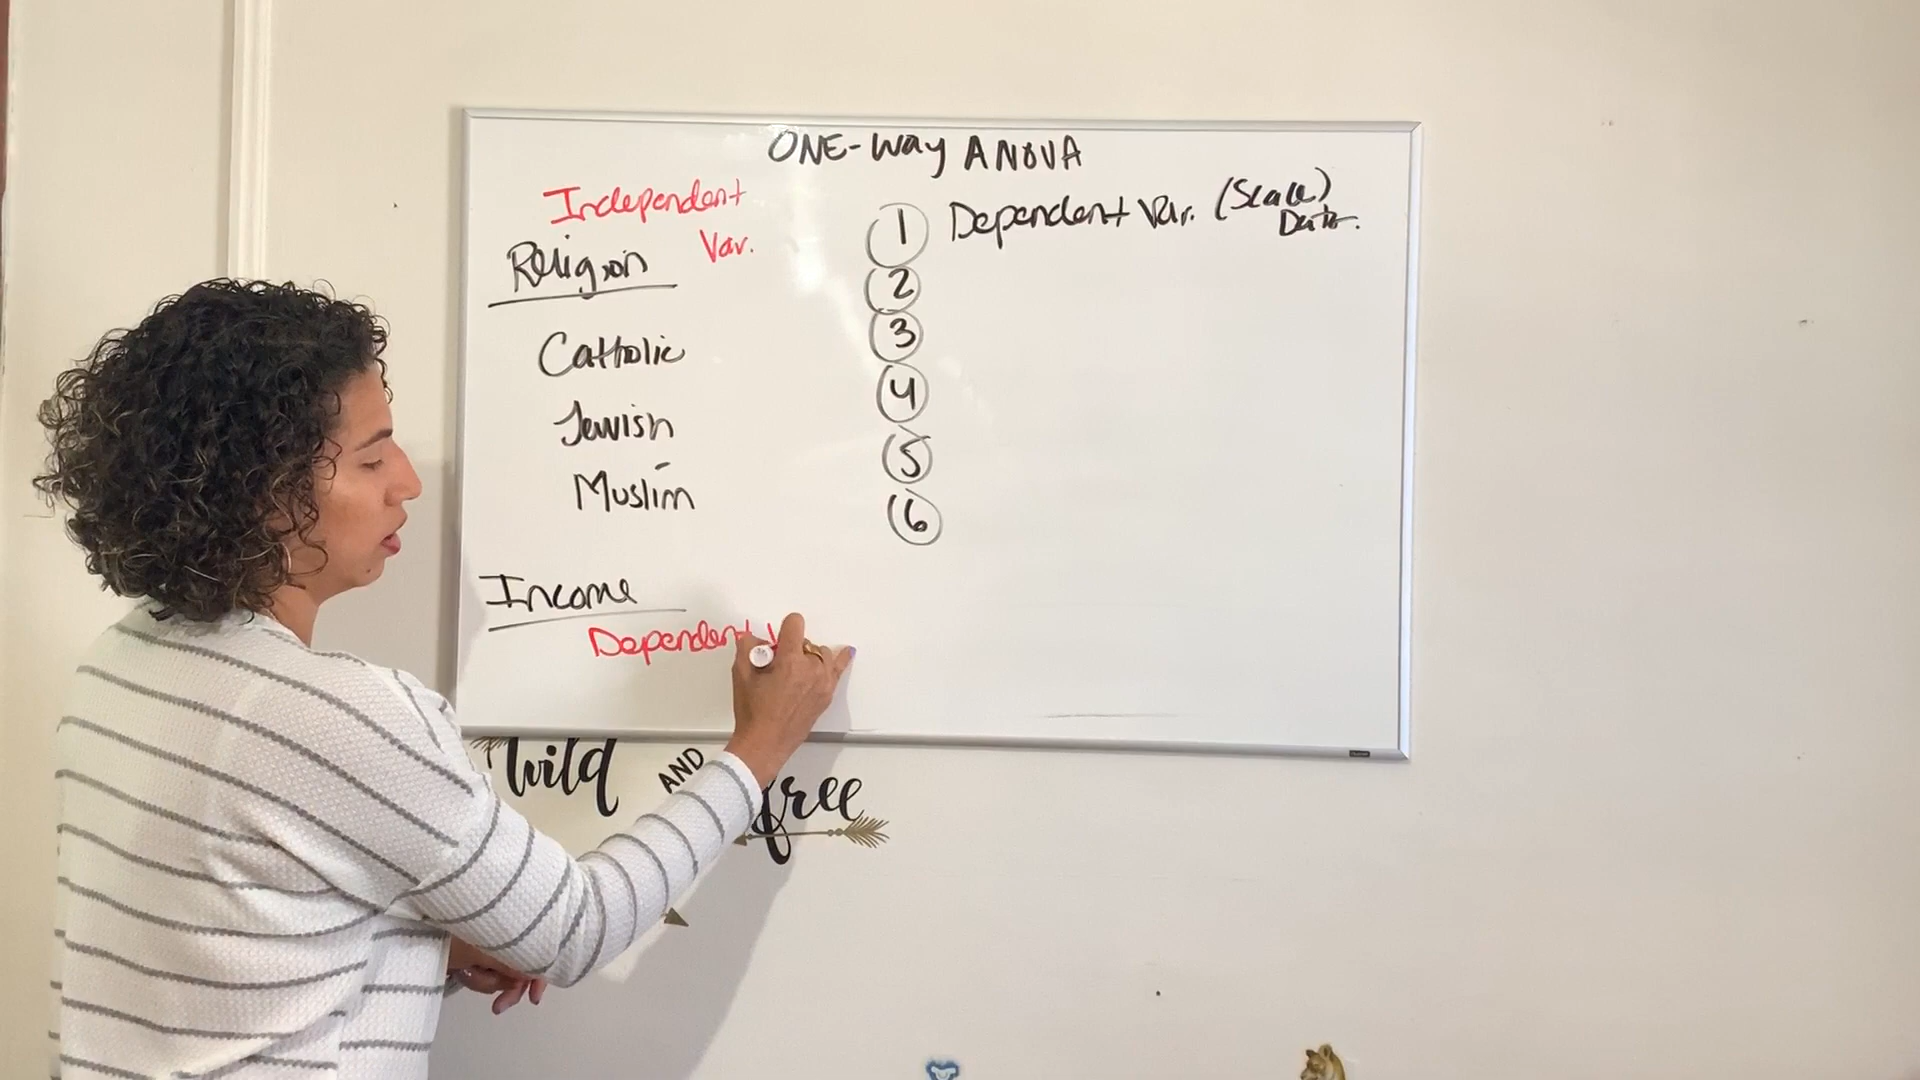 ONE-WAY ANOVA
Independent
Var.
Religion
Catholic
Jewish
Muslim
Income
Dependent
1 Dependent Var. (Scale)
Data.
2
3
4
5
6
Wild AND free